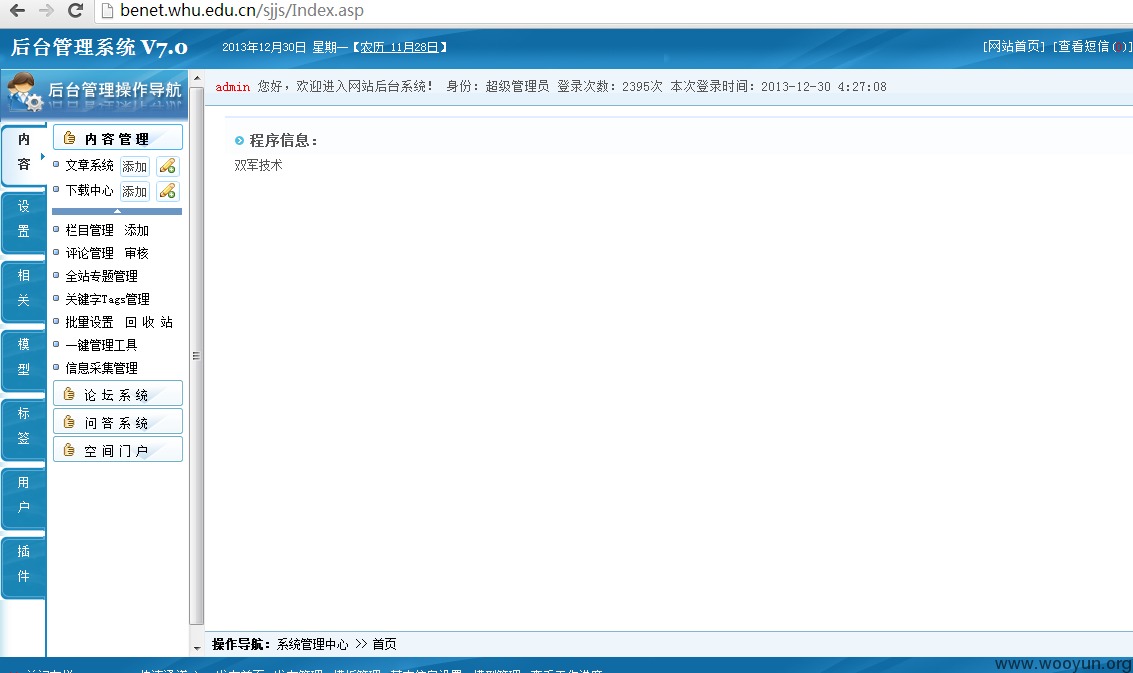 benet.whu.edu.cn/sjjs/Index.asp
后台管理系统 V7.0
2013年12月30日 星期一【农历 11月28日】
[网站首页] [查看短信(0)]
后台管理操作导航
admin 您好，欢迎进入网站后台系统！ 身份：超级管理员 登录次数：2395次 本次登录时间：2013-12-30 4:27:08
内容
设置
相关
模型
标签
用户
插件
内容管理
文章系统 添加
下载中心 添加
栏目管理 添加
评论管理 审核
全站专题管理
关键字Tags管理
批量设置 回收站
一键管理工具
信息采集管理
论坛系统
问答系统
空间门户
程序信息：
双军技术
操作导航：系统管理中心 >> 首页
www.wooyun.org